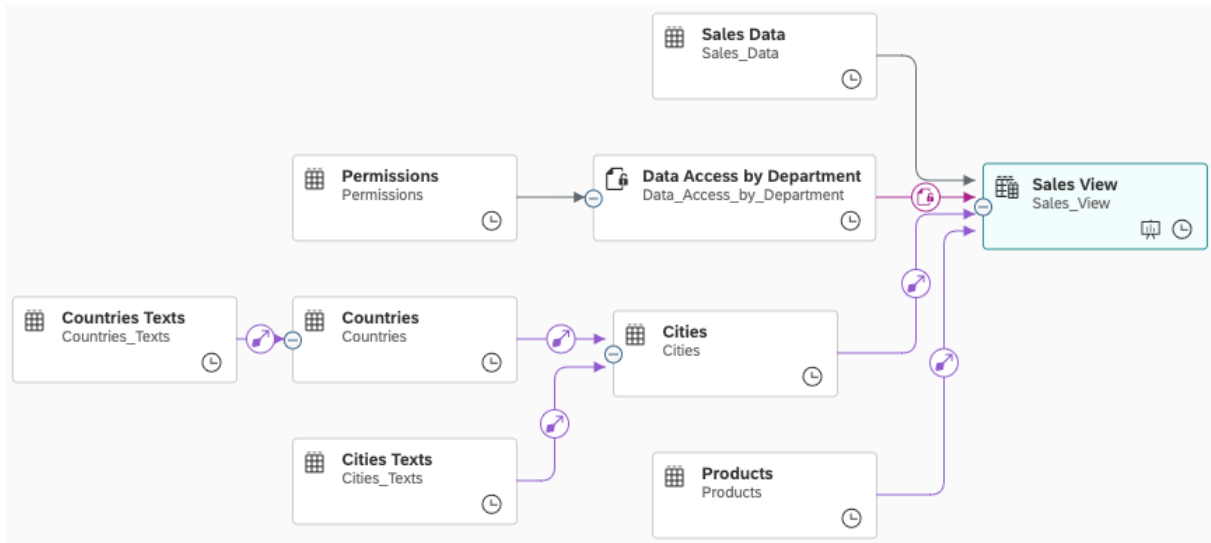 Sales Data
Sales_Data
Permissions
Permissions
Data Access by Department
Data_Access_by_Department
Sales View
Sales_View
Countries Texts
Countries_Texts
Countries
Countries
Cities
Cities
Cities Texts
Cities_Texts
Products
Products